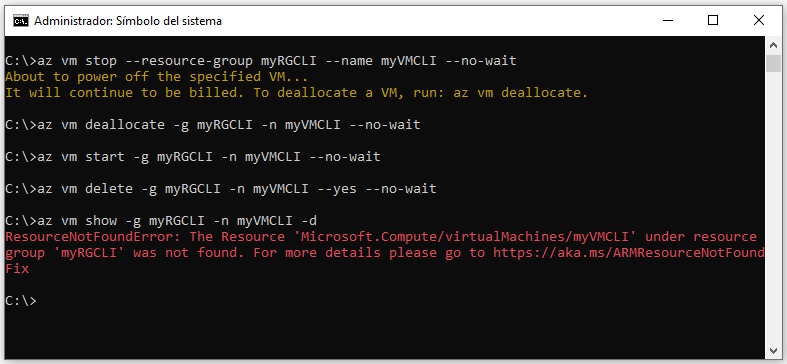 Administrador: Símbolo del sistema
C:\>az vm stop --resource-group myRGCLI --name myVMCLI --no-wait
About to power off the specified VM...
It will continue to be billed. To deallocate a VM, run: az vm deallocate.
C:\>az vm deallocate -g myRGCLI -n myVMCLI --no-wait
C:\>az vm start -g myRGCLI -n myVMCLI --no-wait
C:\>az vm delete -g myRGCLI -n myVMCLI --yes --no-wait
C:\>az vm show -g myRGCLI -n myVMCLI -d
ResourceNotFoundError: The Resource 'Microsoft.Compute/virtualMachines/myVMCLI' under resource
group 'myRGCLI' was not found. For more details please go to https://aka.ms/ARMResourceNotFound
Fix
C:\>